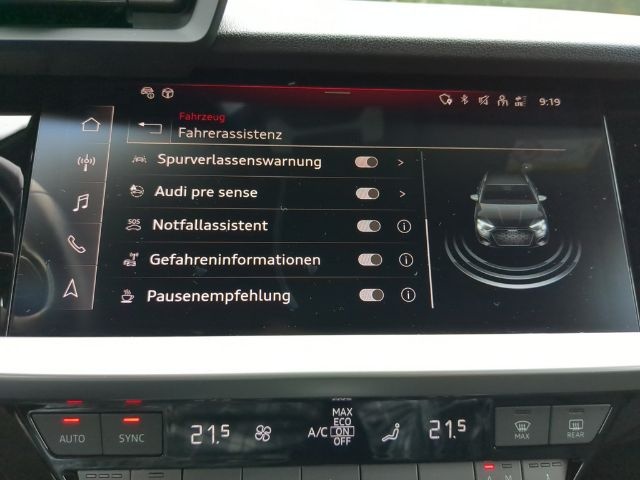 9:19
Fahrzeug
Fahrerassistenz
Spurverlassenswarnung
Audi pre sense
SOS Notfallassistent
Gefahreninformationen
Pausenempfehlung
MAX
ECO
A/C ON
OFF
AUTO
SYNC
21.5
21.5
MAX
REAR
A